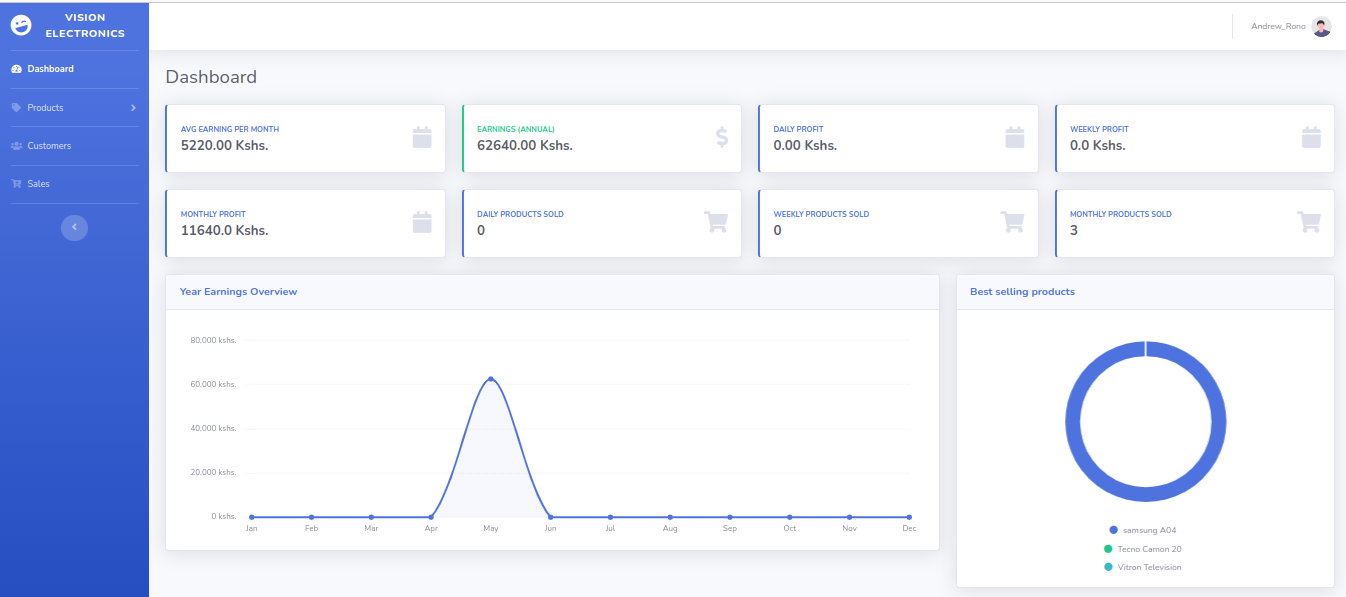 VISION
ELECTRONICS
Andrew_Rono
Dashboard
Products
Customers
Sales
Dashboard
AVG EARNING PER MONTH
5220.00 Kshs.
EARNINGS (ANNUAL)
62640.00 Kshs.
DAILY PROFIT
0.00 Kshs.
WEEKLY PROFIT
0.0 Kshs.
MONTHLY PROFIT
11640.0 Kshs.
DAILY PRODUCTS SOLD
0
WEEKLY PRODUCTS SOLD
0
MONTHLY PRODUCTS SOLD
3
Year Earnings Overview
80,000 kshs.
60,000 kshs.
40,000 kshs.
20,000 kshs.
0 kshs.
Jan Feb Mar Apr May Jun Jul Aug Sep Oct Nov Dec
Best selling products
samsung A04
Tecno Camon 20
Vitron Television